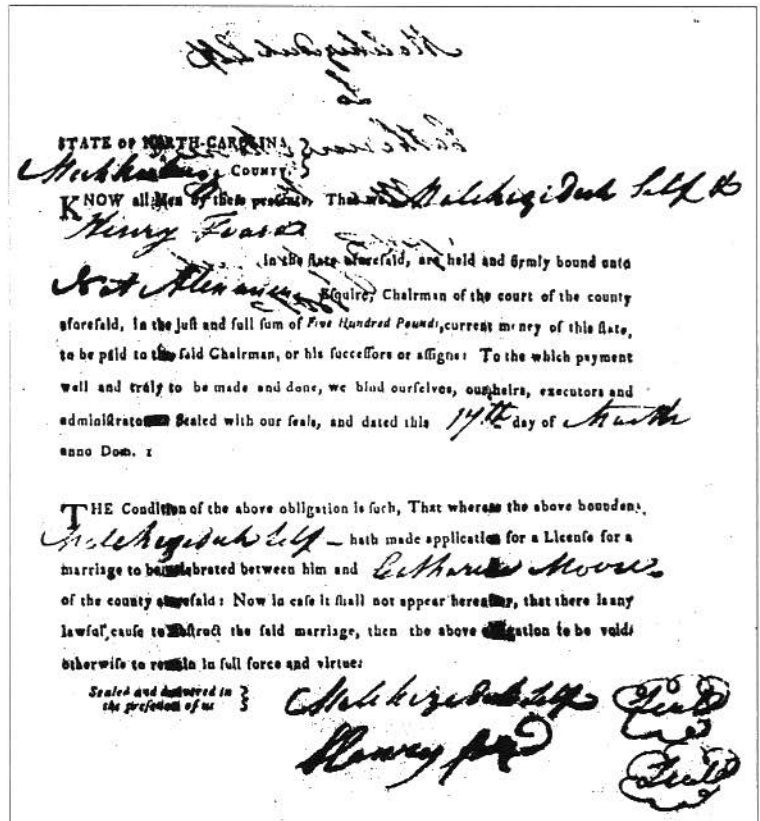 STATE OF NORTH-CAROLINA,
COUNTY.
KNOW all Men by theſe preſents, That we Malchezideck Self &
Henry
in the ſtate aforeſaid, are held and firmly bound unto
Nat Alexander Eſquire, Chairman of the court of the county
aforeſaid, in the juſt and full ſum of Five Hundred Pounds, current money of this ſtate,
to be paid to the ſaid Chairman, or his ſucceſſors or aſſigns: To the which payment
well and truly to be made and done, we bind ourſelves, our heirs, executors and
adminiſtrators Sealed with our ſeals, and dated this 17th day of March
anno Dom. 1
THE Condition of the above obligation is ſuch, That whereas the above bounden,
Malchezideck Self — hath made application for a Licenſe for a
marriage to be celebrated between him and Catharine Moore
of the county aforeſaid: Now in caſe it ſhall not appear hereafter, that there is any
lawful cauſe to obſtruct the ſaid marriage, then the above obligation to be void:
otherwiſe to remain in full force and virtue:
Sealed and delivered in
the preſence of us
Malchezideck Self Seal
Henry Seal